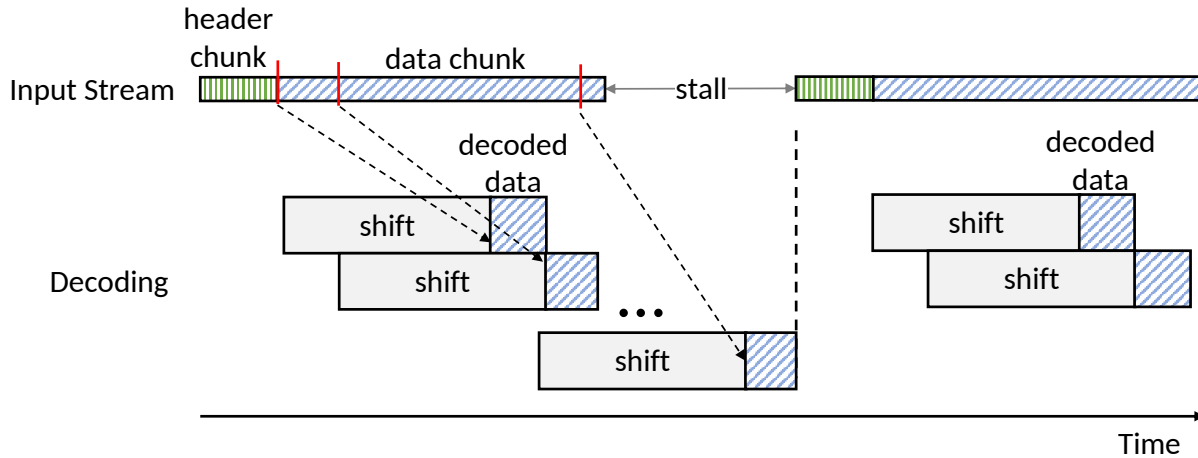 header
chunk
data chunk
Input Stream
stall
decoded
data
decoded
data
shift
shift
shift
shift
Decoding
...
shift
Time